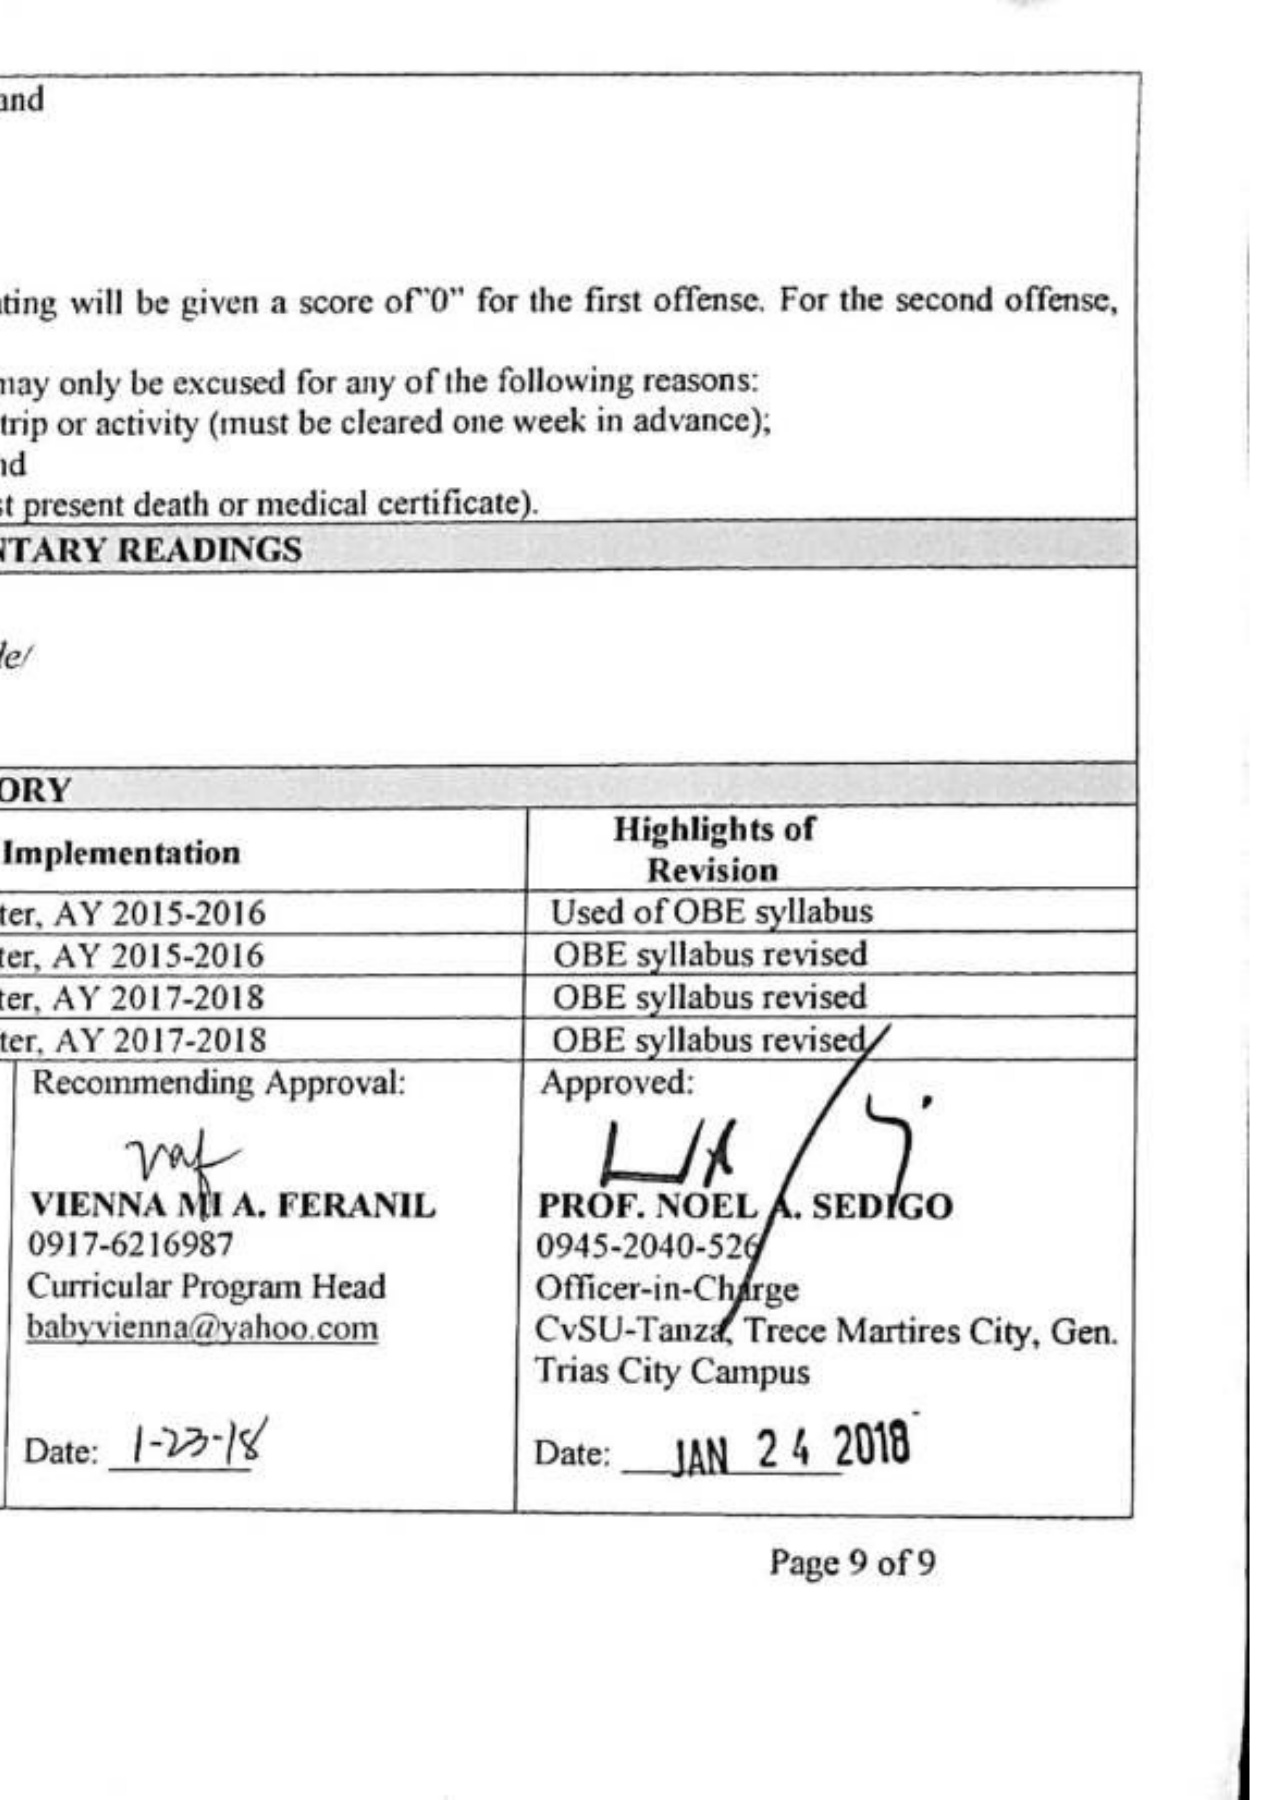 and
ting will be given a score of"0" for the first offense. For the second offense,
may only be excused for any of the following reasons:
trip or activity (must be cleared one week in advance);
nd
st present death or medical certificate).
NTARY READINGS
le/
ORY
Implementation
Highlights of
Revision
ter, AY 2015-2016 Used of OBE syllabus
ter, AY 2015-2016 OBE syllabus revised
ter, AY 2017-2018 OBE syllabus revised
ter, AY 2017-2018 OBE syllabus revised
Recommending Approval:
VIENNA MI A. FERANIL
0917-6216987
Curricular Program Head
babyvienna@yahoo.com
Date: 1-23-18
Approved:
PROF. NOEL A. SEDIGO
0945-2040-526
Officer-in-Charge
CvSU-Tanza, Trece Martires City, Gen.
Trias City Campus
Date: JAN 24 2018
Page 9 of 9